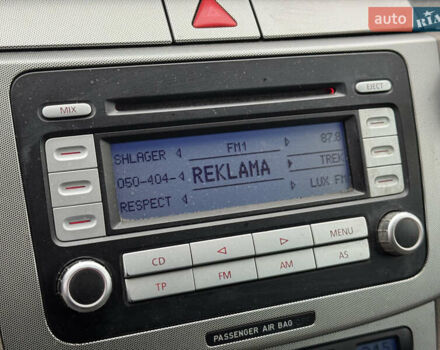 auto RIA
MIX
EJECT
FM1
SHLAGER
87.8
050-404-
REKLAMA
TREK
RESPECT
LUX FM
CD
MENU
TP
FM
AM
AS
PASSENGER AIR BAG